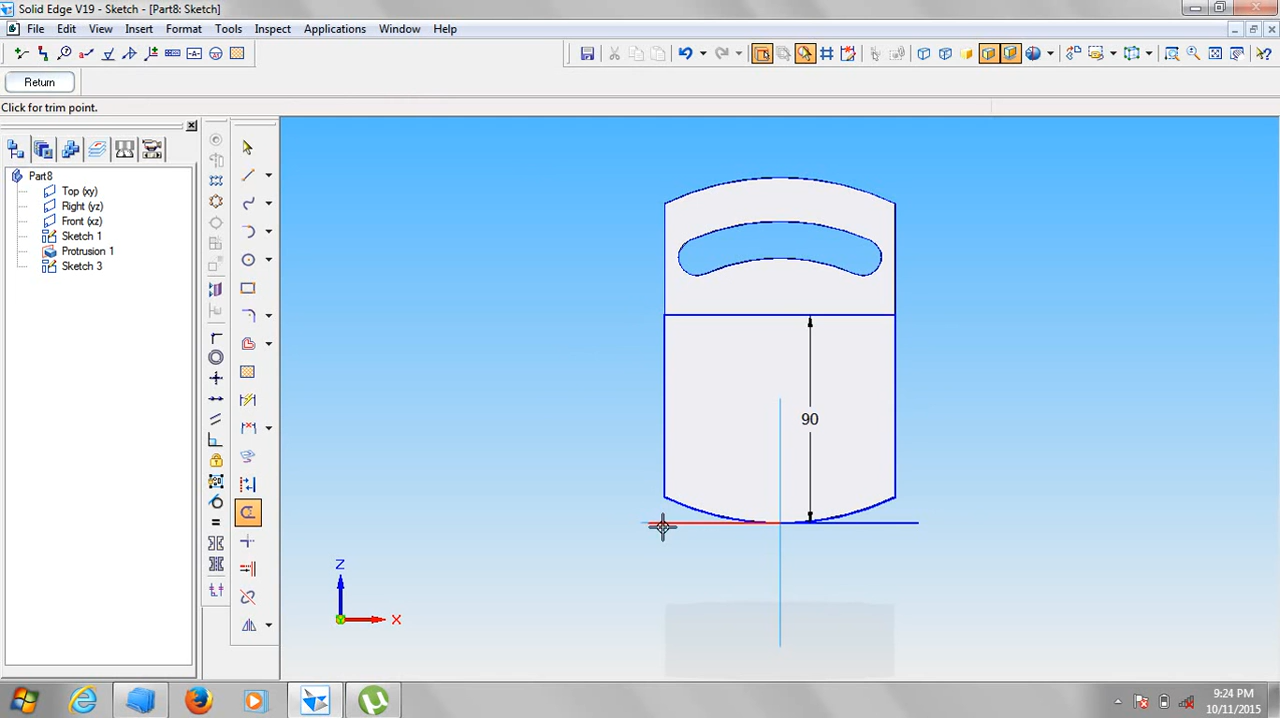 Solid Edge V19 - Sketch - [Part8: Sketch]
File Edit View Insert Format Tools Inspect Applications Window Help
Return
Click for trim point.
Part8
Top (xy)
Right (yz)
Front (xz)
Sketch 1
Protrusion 1
Sketch 3
90
Z
X
9:24 PM
10/11/2015